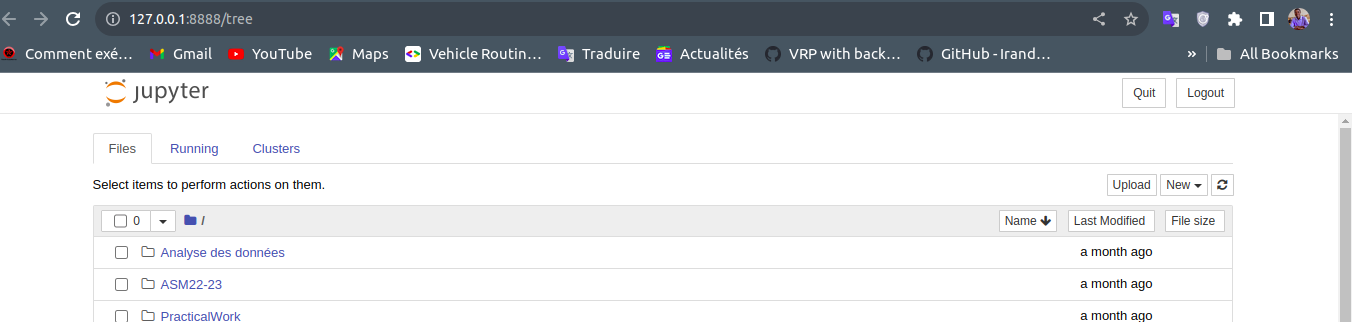 127.0.0.1:8888/tree
Comment exé… Gmail YouTube Maps Vehicle Routin… Traduire Actualités VRP with back… GitHub - Irand… » All Bookmarks
jupyter Quit Logout
Files Running Clusters
Select items to perform actions on them. Upload New
0 / Name Last Modified File size
Analyse des données a month ago
ASM22-23 a month ago
PracticalWork a month ago